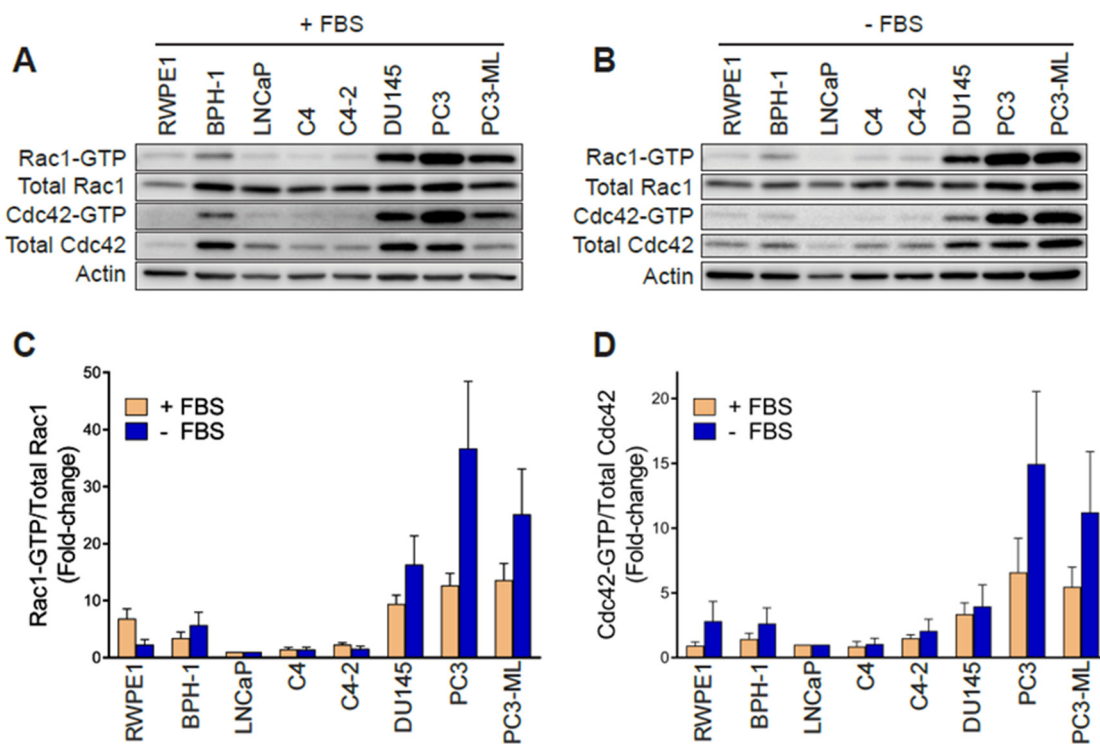 + FBS
A
RWPE1 BPH-1 LNCaP C4 C4-2 DU145 PC3 PC3-ML
Rac1-GTP
Total Rac1
Cdc42-GTP
Total Cdc42
Actin
- FBS
B
RWPE1 BPH-1 LNCaP C4 C4-2 DU145 PC3 PC3-ML
Rac1-GTP
Total Rac1
Cdc42-GTP
Total Cdc42
Actin
C
Rac1-GTP/Total Rac1
(Fold-change)
50
40
30
20
10
0
+ FBS
- FBS
RWPE1 BPH-1 LNCaP C4 C4-2 DU145 PC3 PC3-ML
D
Cdc42-GTP/Total Cdc42
(Fold-change)
20
15
10
5
0
+ FBS
- FBS
RWPE1 BPH-1 LNCaP C4 C4-2 DU145 PC3 PC3-ML